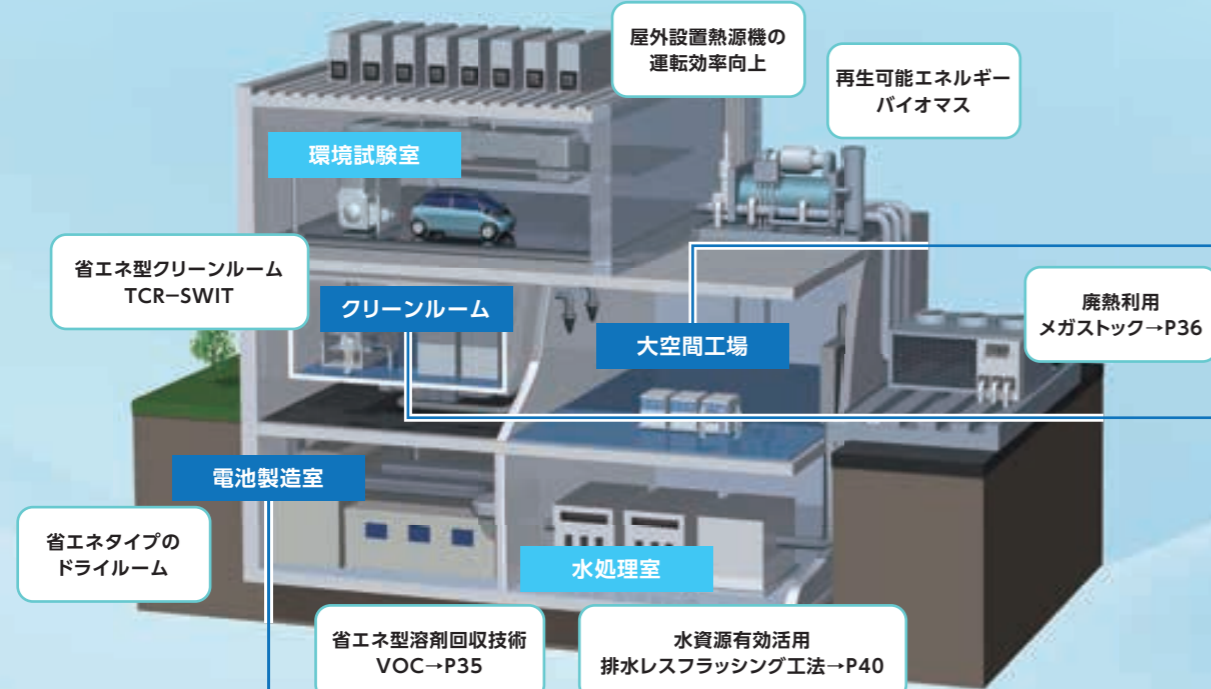 屋外設置熱源機の
運転効率向上
再生可能エネルギー
バイオマス
環境試験室
省エネ型クリーンルーム
TCR−SWIT
クリーンルーム
大空間工場
廃熱利用
メガストック→P36
電池製造室
省エネタイプの
ドライルーム
水処理室
省エネ型溶剤回収技術
VOC→P35
水資源有効活用
排水レスフラッシング工法→P40